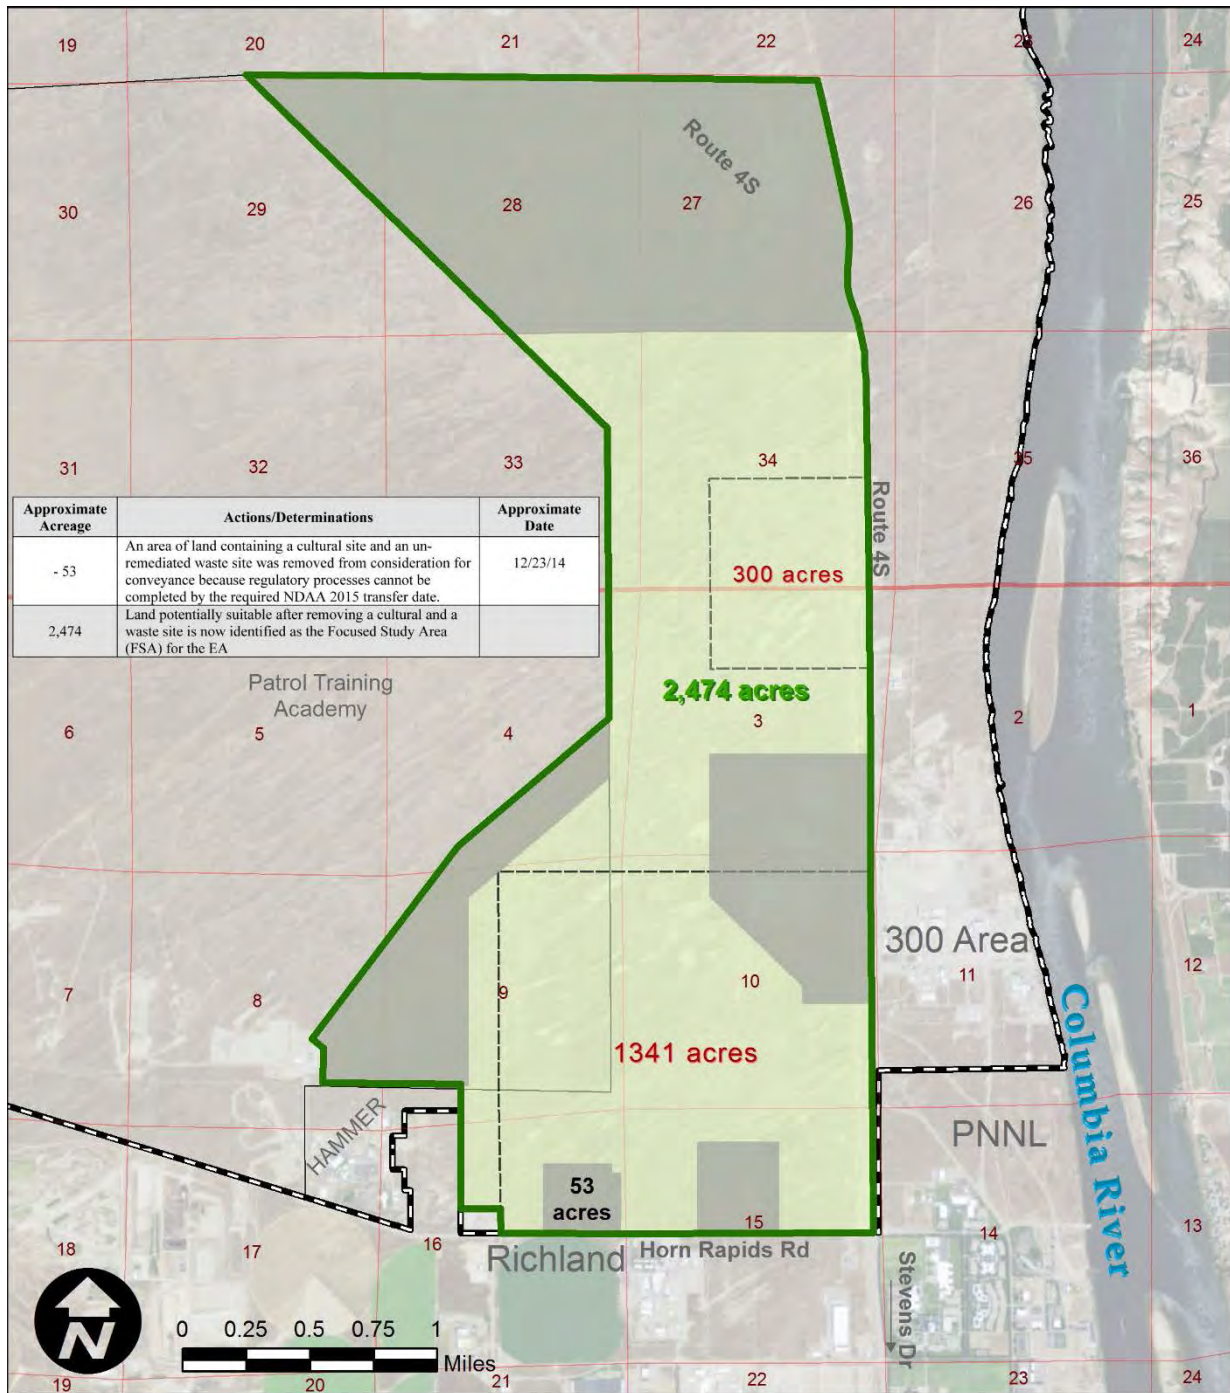 19
20
21
22
23
24
Route 4S
30
29
28
27
26
25
31
32
33
34
35
36
Approximate Acreage
Actions/Determinations
Approximate Date
- 53
An area of land containing a cultural site and an un-
remediated waste site was removed from consideration for
conveyance because regulatory processes cannot be
completed by the required NDAA 2015 transfer date.
12/23/14
2,474
Land potentially suitable after removing a cultural and a
waste site is now identified as the Focused Study Area
(FSA) for the EA
Route 4S
300 acres
2,474 acres
Patrol Training
Academy
6
5
4
3
2
1
300 Area
7
8
9
10
11
12
1341 acres
Columbia River
HAMMER
PNNL
53
acres
18
17
16
15
14
13
Richland
Horn Rapids Rd
Stevens Dr
N
0 0.25 0.5 0.75 1
Miles
19
20
21
22
23
24